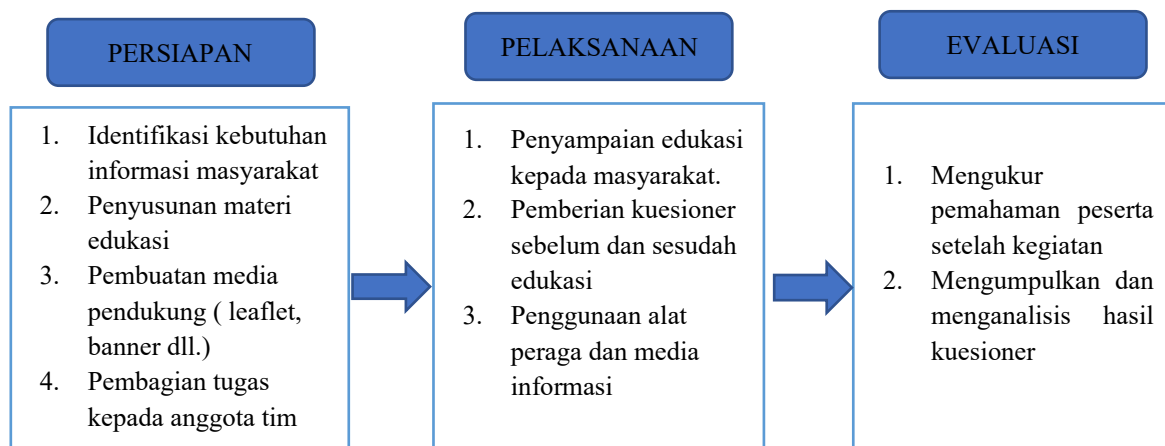 PERSIAPAN
1. Identifikasi kebutuhan
informasi masyarakat
2. Penyusunan materi
edukasi
3. Pembuatan media
pendukung ( leaflet,
banner dll.)
4. Pembagian tugas
kepada anggota tim
PELAKSANAAN
1. Penyampaian edukasi
kepada masyarakat.
2. Pemberian kuesioner
sebelum dan sesudah
edukasi
3. Penggunaan alat
peraga dan media
informasi
EVALUASI
1. Mengukur
pemahaman peserta
setelah kegiatan
2. Mengumpulkan dan
menganalisis hasil
kuesioner